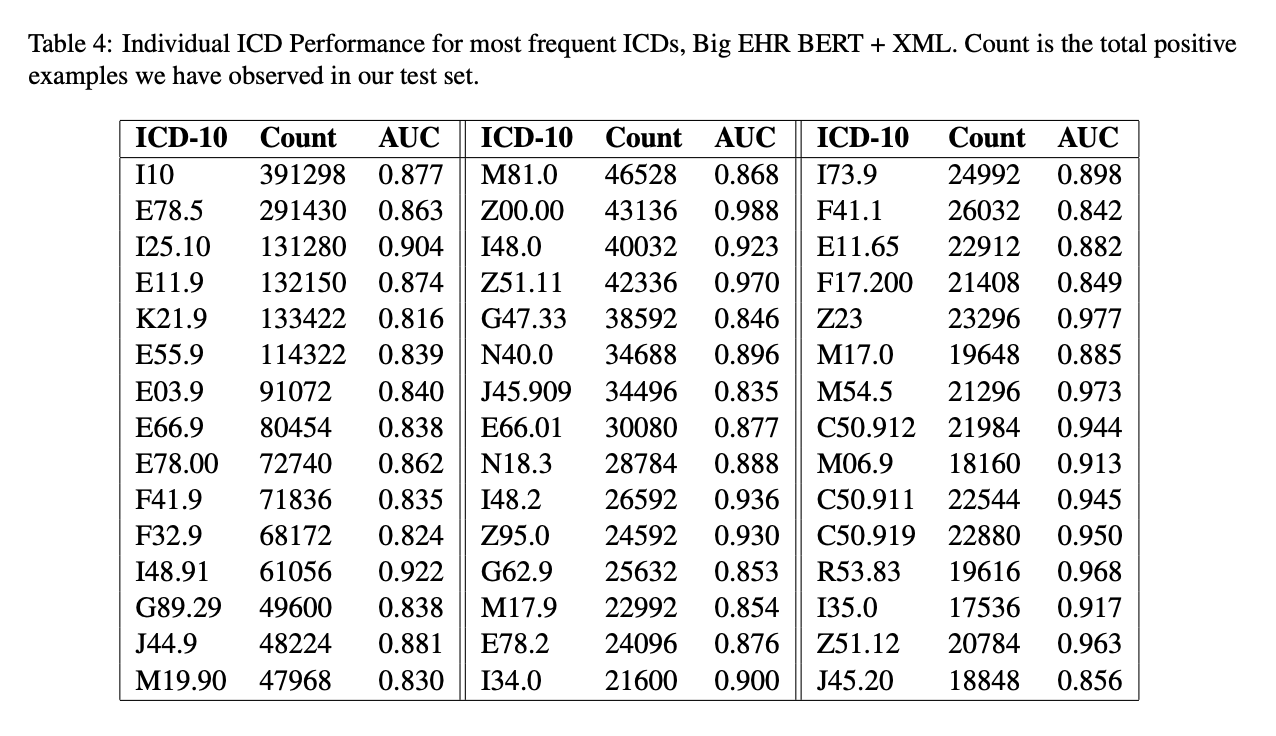 Table 4: Individual ICD Performance for most frequent ICDs, Big EHR BERT + XML. Count is the total positive
examples we have observed in our test set.
ICD-10 Count AUC ICD-10 Count AUC ICD-10 Count AUC
I10 391298 0.877 M81.0 46528 0.868 I73.9 24992 0.898
E78.5 291430 0.863 Z00.00 43136 0.988 F41.1 26032 0.842
I25.10 131280 0.904 I48.0 40032 0.923 E11.65 22912 0.882
E11.9 132150 0.874 Z51.11 42336 0.970 F17.200 21408 0.849
K21.9 133422 0.816 G47.33 38592 0.846 Z23 23296 0.977
E55.9 114322 0.839 N40.0 34688 0.896 M17.0 19648 0.885
E03.9 91072 0.840 J45.909 34496 0.835 M54.5 21296 0.973
E66.9 80454 0.838 E66.01 30080 0.877 C50.912 21984 0.944
E78.00 72740 0.862 N18.3 28784 0.888 M06.9 18160 0.913
F41.9 71836 0.835 I48.2 26592 0.936 C50.911 22544 0.945
F32.9 68172 0.824 Z95.0 24592 0.930 C50.919 22880 0.950
I48.91 61056 0.922 G62.9 25632 0.853 R53.83 19616 0.968
G89.29 49600 0.838 M17.9 22992 0.854 I35.0 17536 0.917
J44.9 48224 0.881 E78.2 24096 0.876 Z51.12 20784 0.963
M19.90 47968 0.830 I34.0 21600 0.900 J45.20 18848 0.856